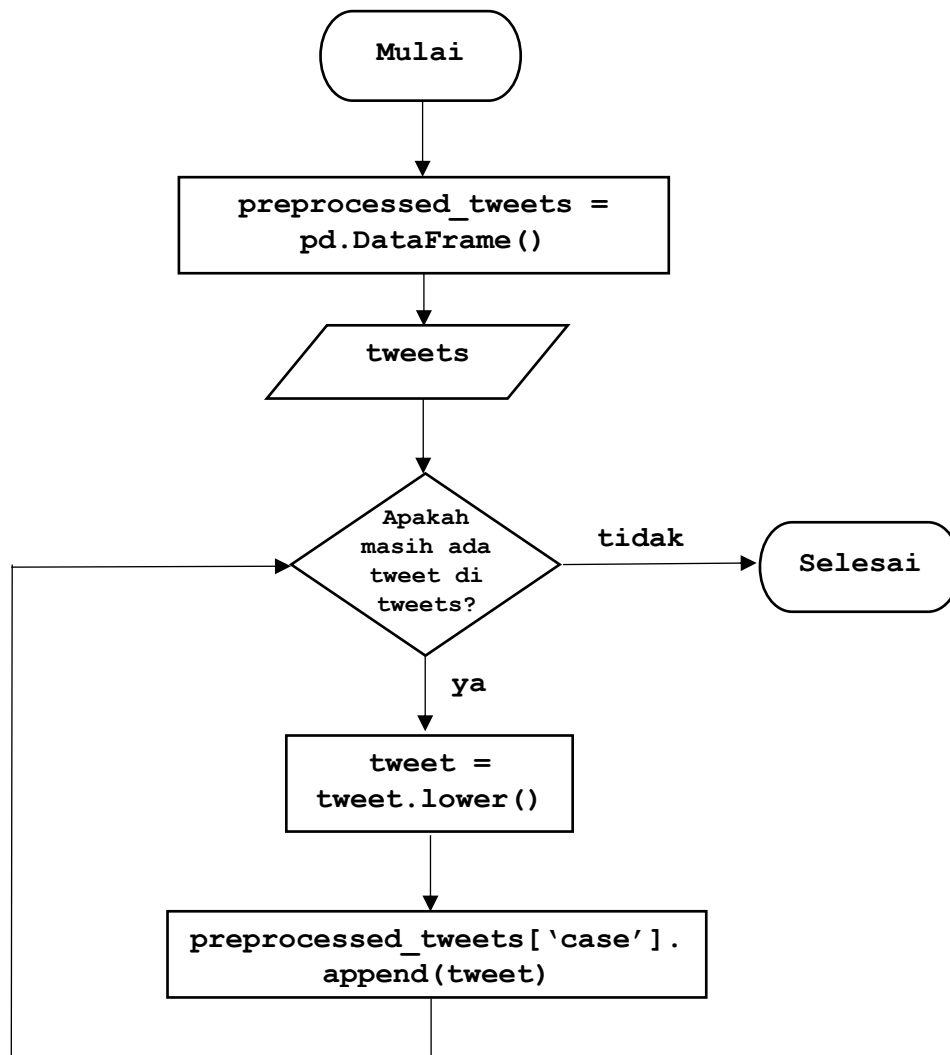 Mulai
preprocessed_tweets =
pd.DataFrame()
tweets
Apakah
masih ada
tweet di
tweets?
tidak
Selesai
ya
tweet =
tweet.lower()
preprocessed_tweets[‘case’].
append(tweet)